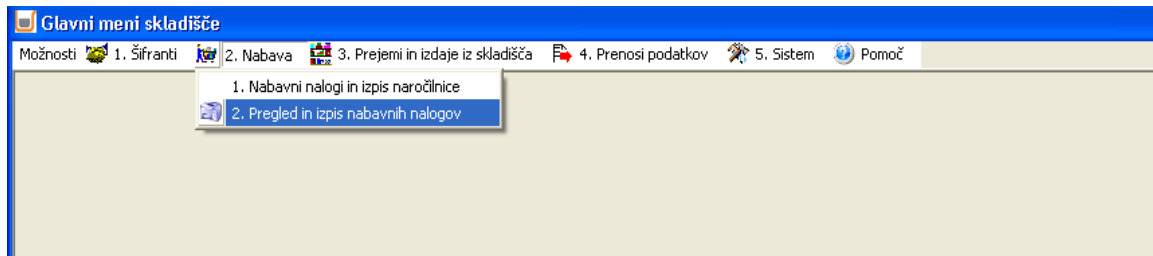 Glavni meni skladišče
Možnosti 1. Šifranti 2. Nabava 3. Prejemi in izdaje iz skladišča 4. Prenosi podatkov 5. Sistem Pomoč
1. Nabavni nalogi in izpis naročilnice
2. Pregled in izpis nabavnih nalogov